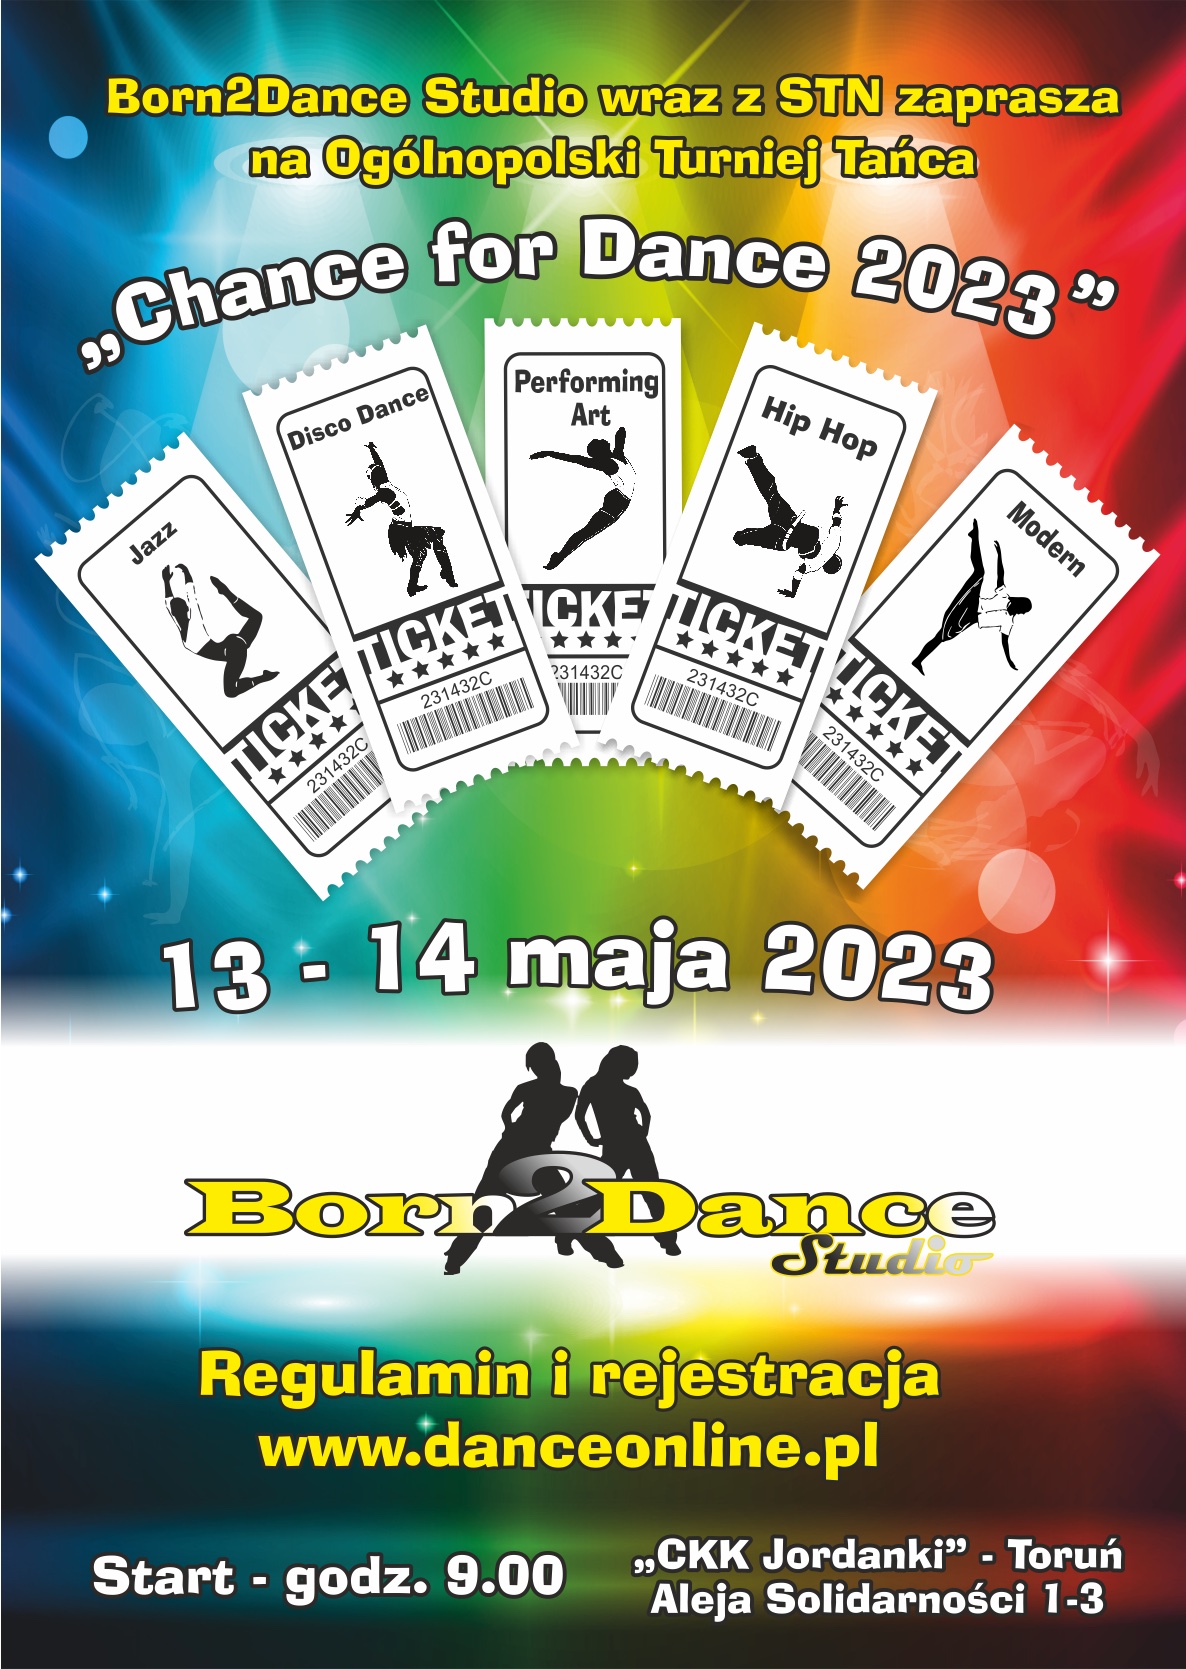 Born2Dance Studio wraz z STN zaprasza
na Ogólnopolski Turniej Tańca
„Chance for Dance 2023”
Jazz
TICKET
231432C
Disco Dance
TICKET
231432C
Performing
Art
TICKET
231432C
Hip Hop
TICKET
231432C
Modern
TICKET
231432C
13 - 14 maja 2023
Born2Dance
Studio
Regulamin i rejestracja
www.danceonline.pl
Start - godz. 9.00
„CKK Jordanki” - Toruń
Aleja Solidarności 1-3